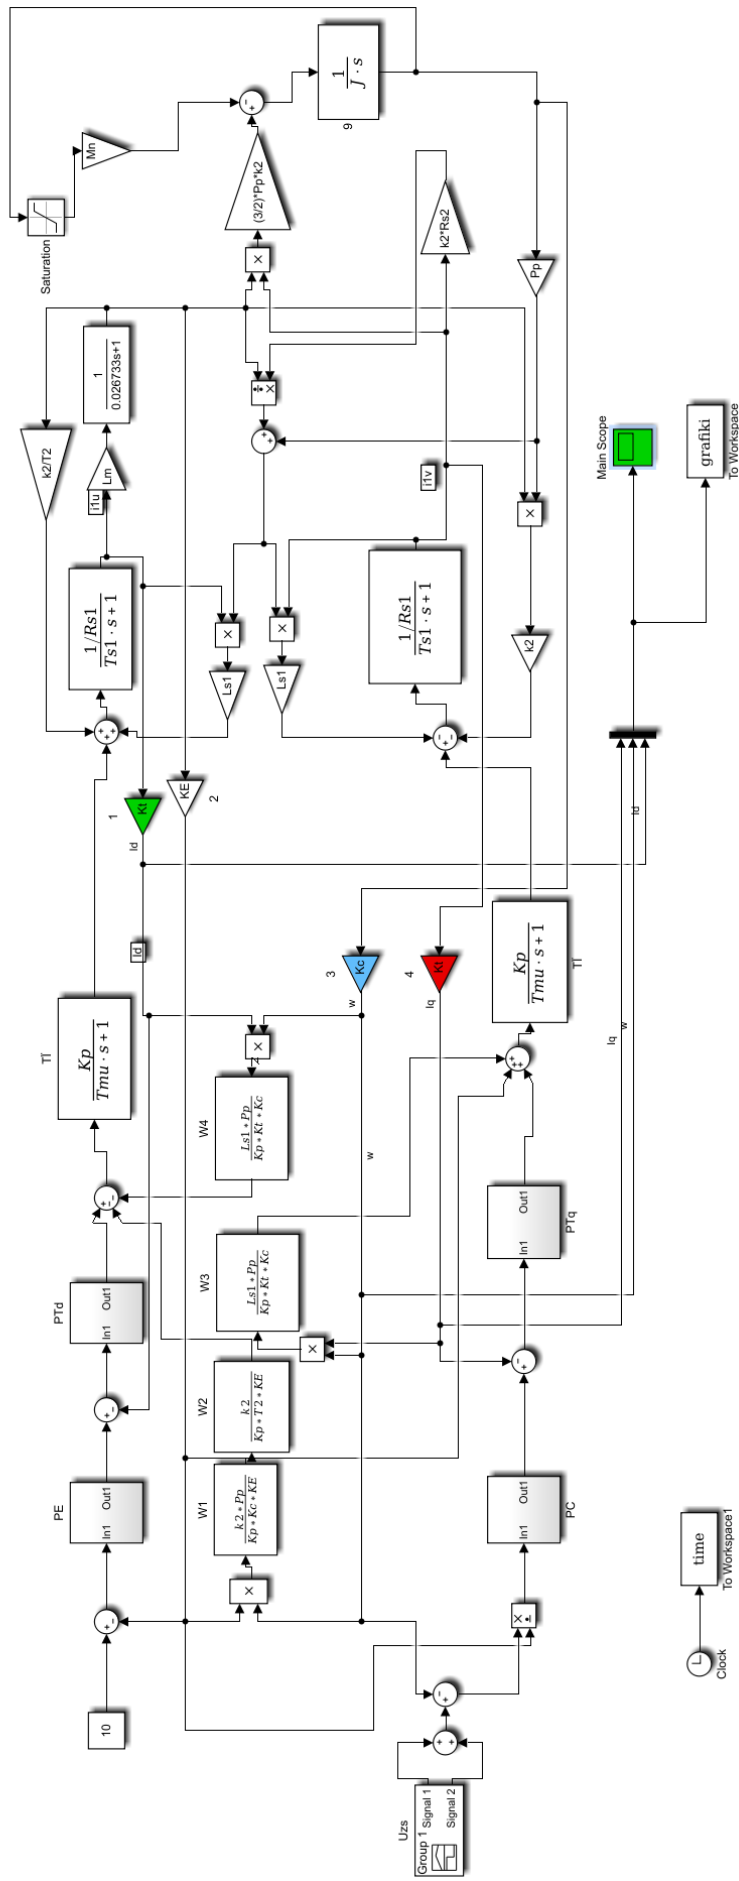 10
PE
In1 Out1
PTd
In1 Out1
TÏ
Kp
Tmu · s + 1
1
Kt
Id
Id
1/Rs1
Ts1 · s + 1
k2/T2
i1u
Lm
1
0.026733s+1
Saturation
Mn
W1
k 2 * Pp
Kp * Kc * KE
W2
k 2
Kp * T2 * KE
W3
Ls1 * Pp
Kp * Kt * Kc
W4
Ls1 * Pp
Kp * Kt * Kc
KE
2
Ls1
Ls1
(3/2)*Pp*k2
1
J · s
9
3
Kc
w
w
4
Kt
Iq
1/Rs1
Ts1 · s + 1
i1v
k2*Rs2
Uzs
Group 1
Signal 1
Signal 2
PC
In1 Out1
PTq
In1 Out1
Kp
Tmu · s + 1
TÏ
k2
Pp
Iq
w
Id
Main Scope
Clock
time
To Workspace1
grafiki
To Workspace